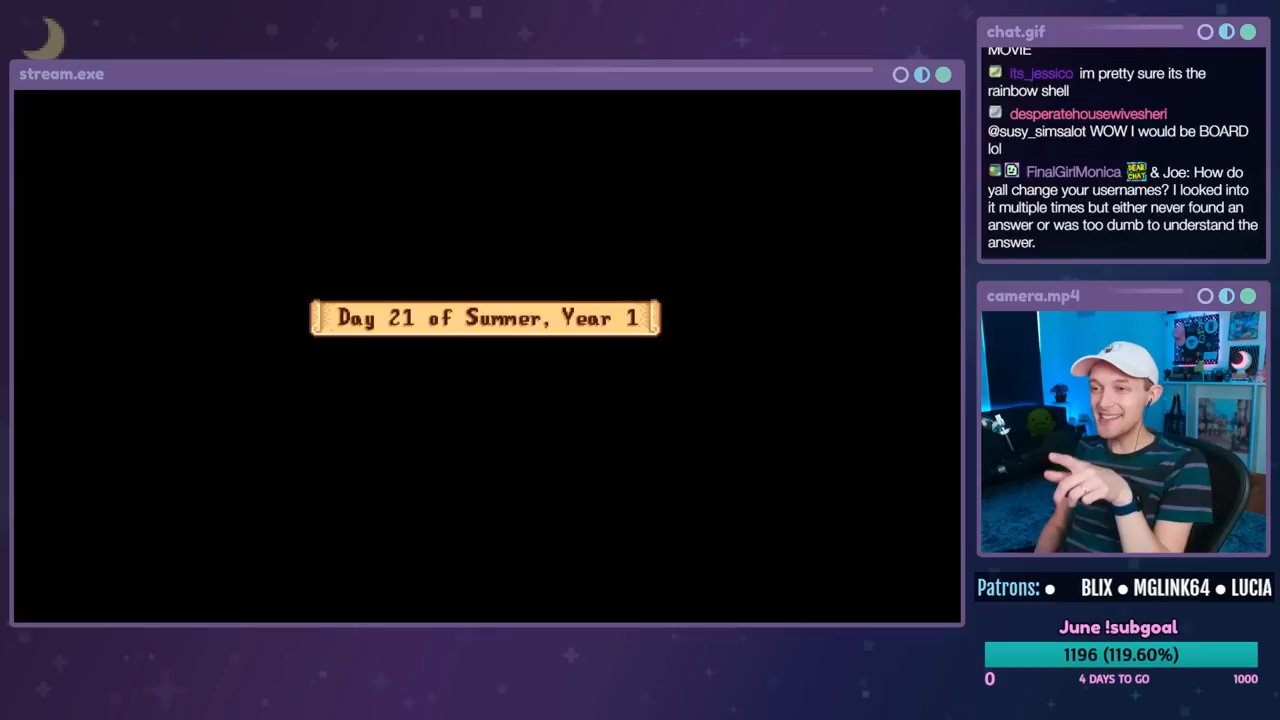 stream.exe
Day 21 of Summer, Year 1
chat.gif
MOVIE
its_jessico im pretty sure its the
rainbow shell
desperatehousewivesherl
@susy_simsalot WOW I would be BOARD
lol
FinalGirlMonica DEAR CHAT & Joe: How do
yall change your usernames? I looked into
it multiple times but either never found an
answer or was too dumb to understand the
answer.
camera.mp4
Patrons: ● BLIX ● MGLINK64 ● LUCIA
June !subgoal
1196 (119.60%)
0 4 DAYS TO GO 1000